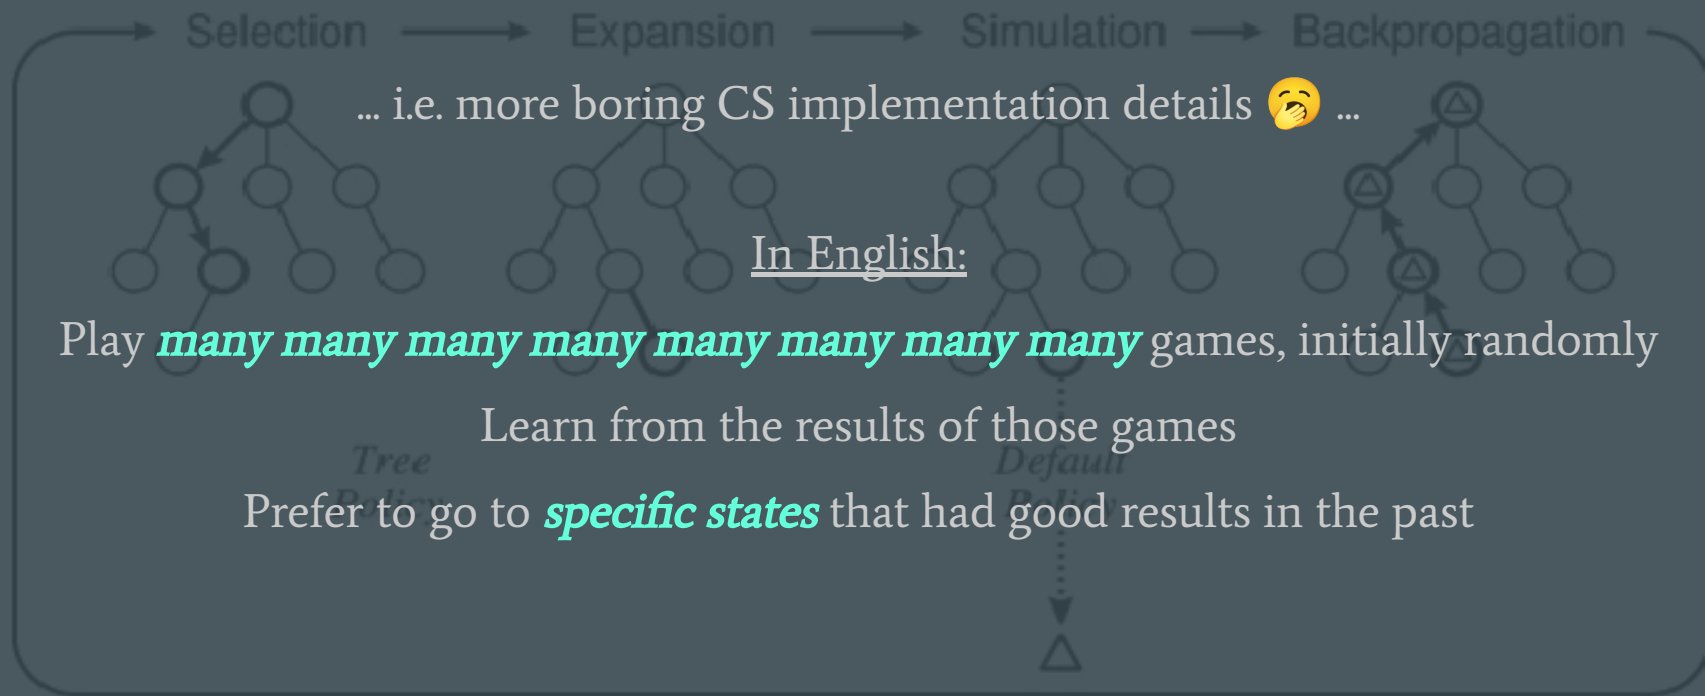 Selection Expansion Simulation Backpropagation
... i.e. more boring CS implementation details 🥱 ...
In English:
Play many many many many many many many many games, initially randomly
Learn from the results of those games
Tree Default
Policy Policy
Prefer to go to specific states that had good results in the past